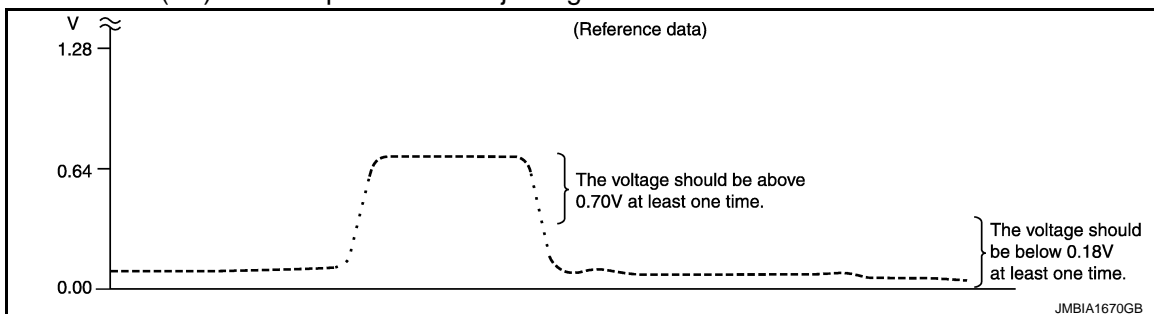 V
(Reference data)
1.28
0.64
The voltage should be above
0.70V at least one time.
The voltage should
be below 0.18V
at least one time.
0.00
JMBIA1670GB